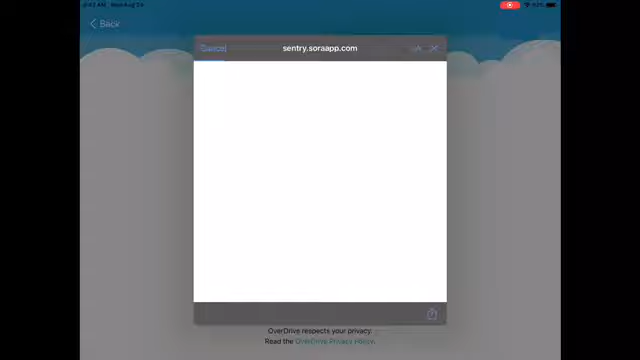 Back
Cancel
sentry.soraapp.com
OverDrive respects your privacy.
Read the OverDrive Privacy Policy.